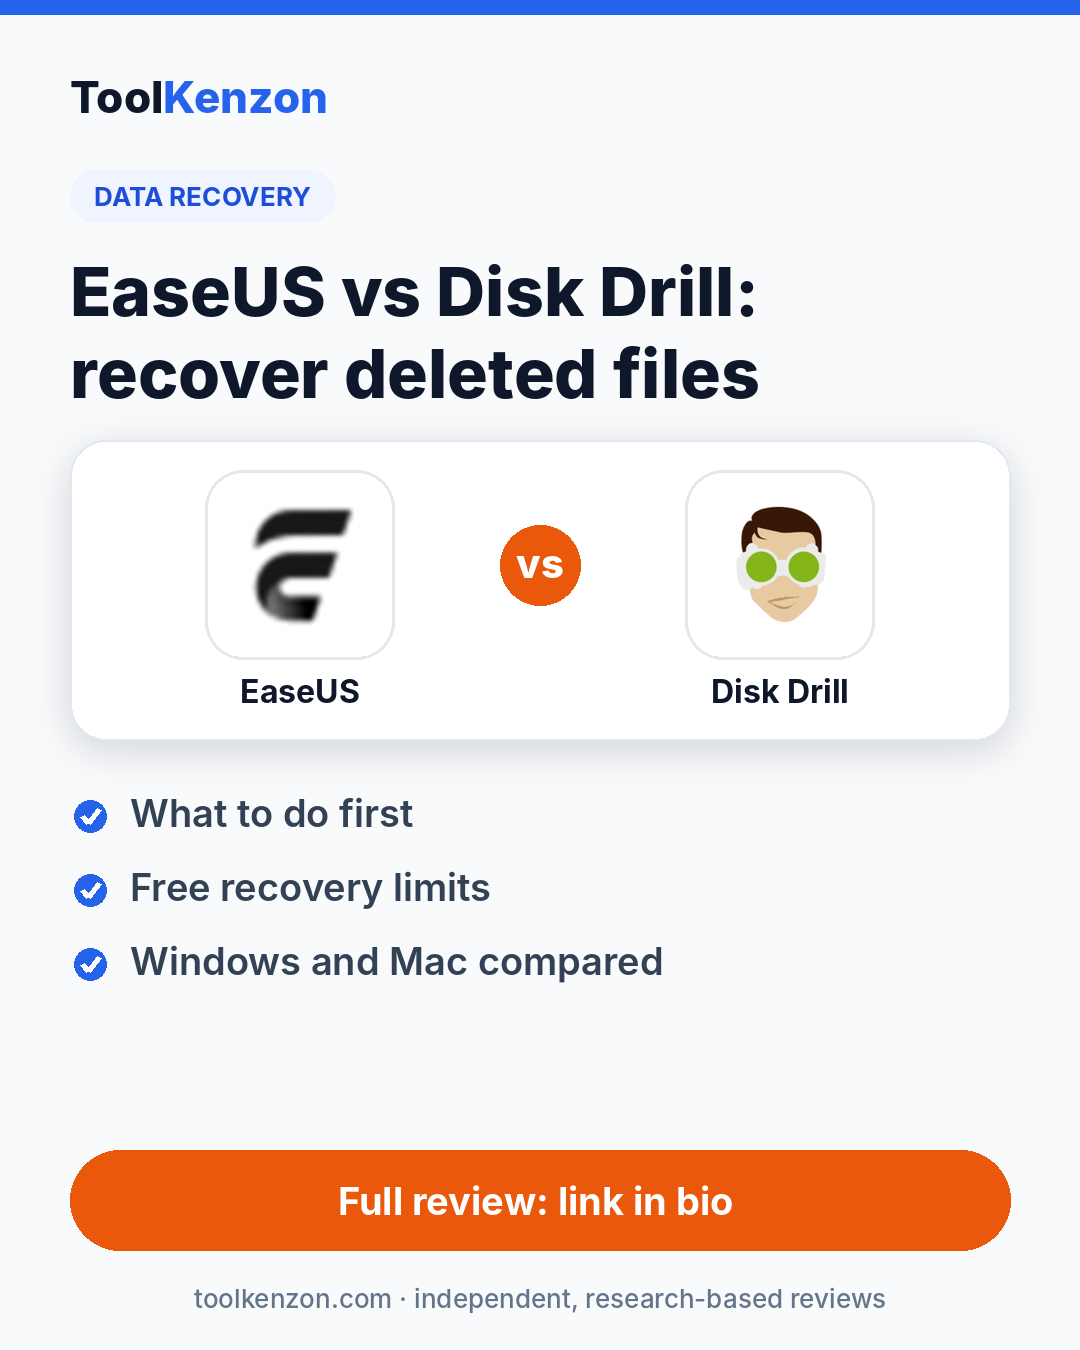 ToolKenzon
DATA RECOVERY
EaseUS vs Disk Drill:
recover deleted files
vs
EaseUS
Disk Drill
What to do first
Free recovery limits
Windows and Mac compared
Full review: link in bio
toolkenzon.com · independent, research-based reviews